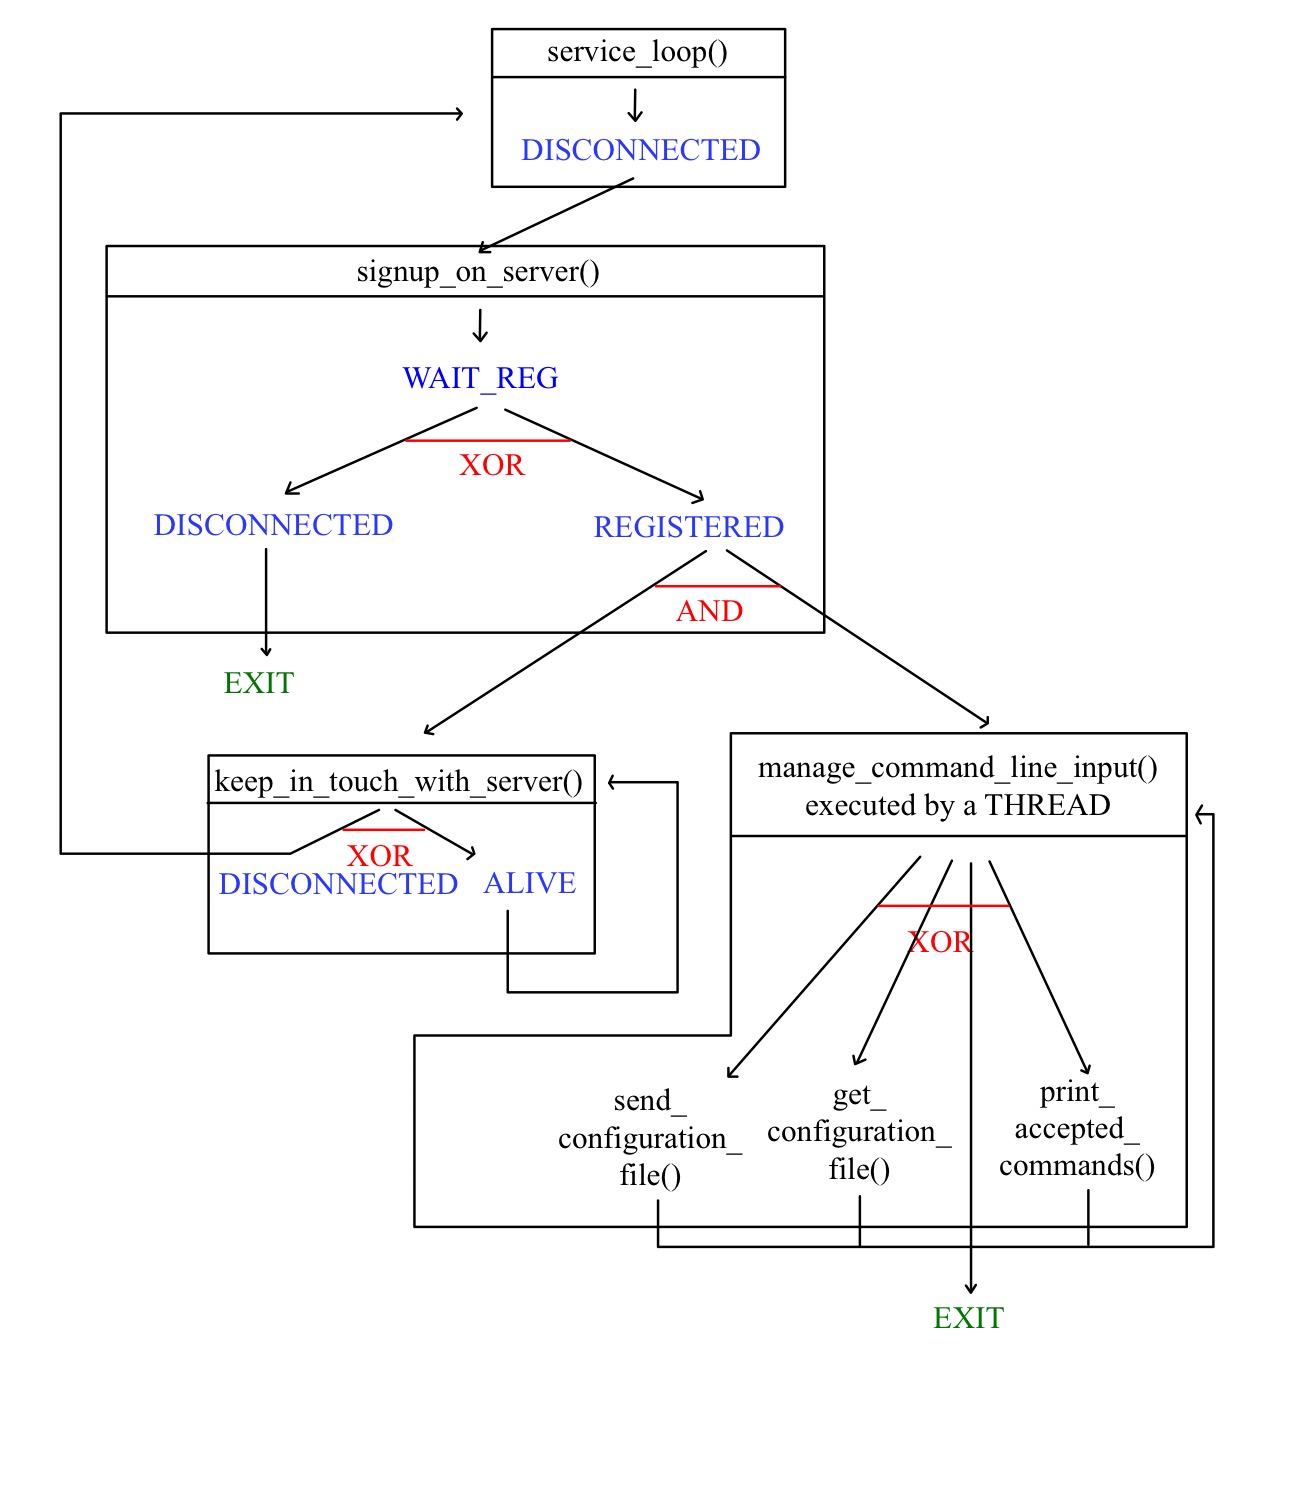 service_loop()
DISCONNECTED
signup_on_server()
WAIT_REG
XOR
DISCONNECTED
REGISTERED
AND
EXIT
keep_in_touch_with_server()
XOR
DISCONNECTED
ALIVE
manage_command_line_input()
executed by a THREAD
XOR
send_
configuration_
file()
get_
configuration_
file()
print_
accepted_
commands()
EXIT